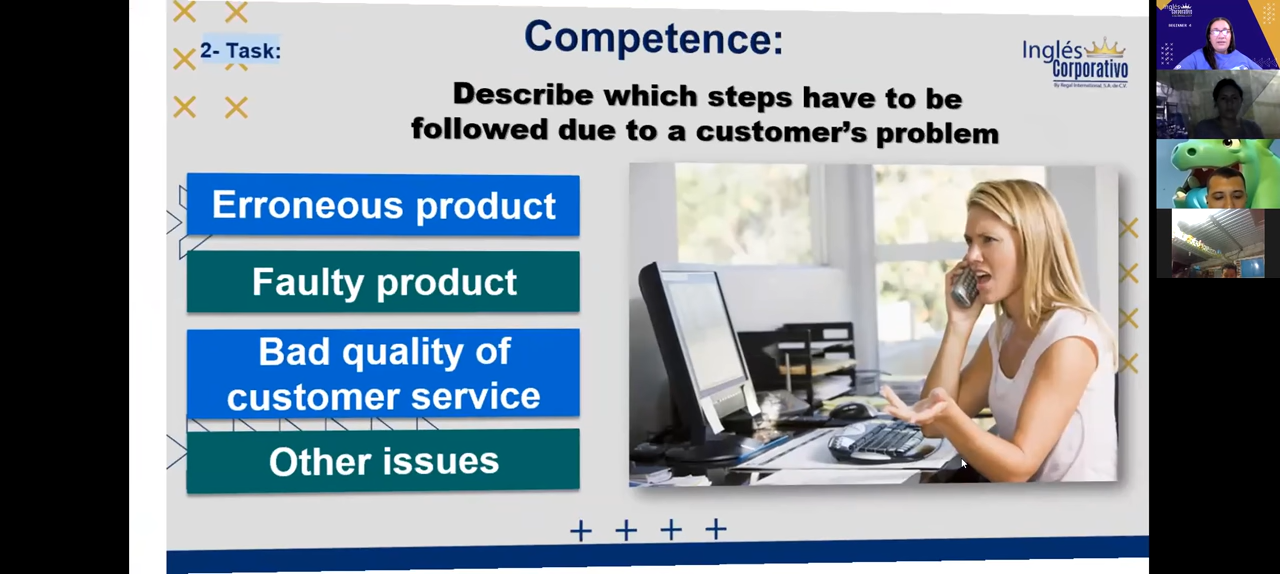 2- Task:
Competence:
Inglés
Corporativo
By Regal International, S.A. de C.V.
Describe which steps have to be
followed due to a customer’s problem
Erroneous product
Faulty product
Bad quality of
customer service
Other issues